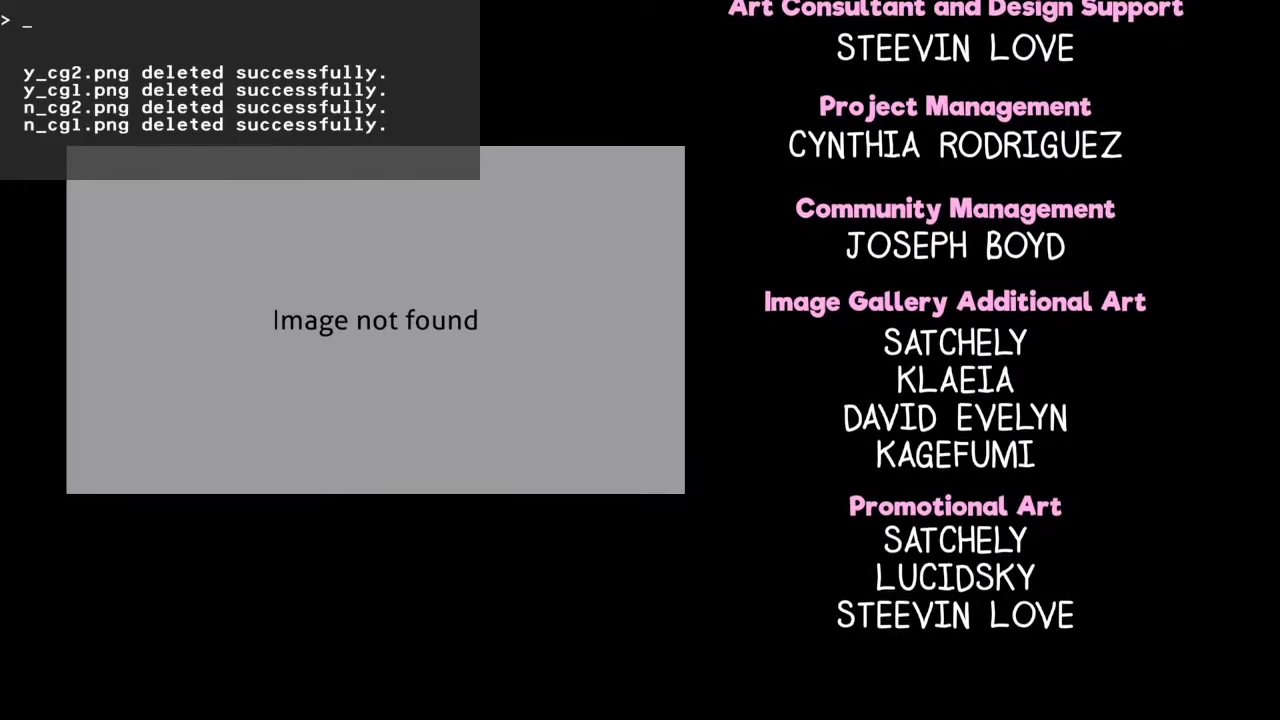 > _
y_cg2.png deleted successfully.
y_cg1.png deleted successfully.
n_cg2.png deleted successfully.
n_cg1.png deleted successfully.
Image not found
Art Consultant and Design Support
STEEVIN LOVE
Project Management
CYNTHIA RODRIGUEZ
Community Management
JOSEPH BOYD
Image Gallery Additional Art
SATCHELY
KLAEIA
DAVID EVELYN
KAGEFUMI
Promotional Art
SATCHELY
LUCIDSKY
STEEVIN LOVE